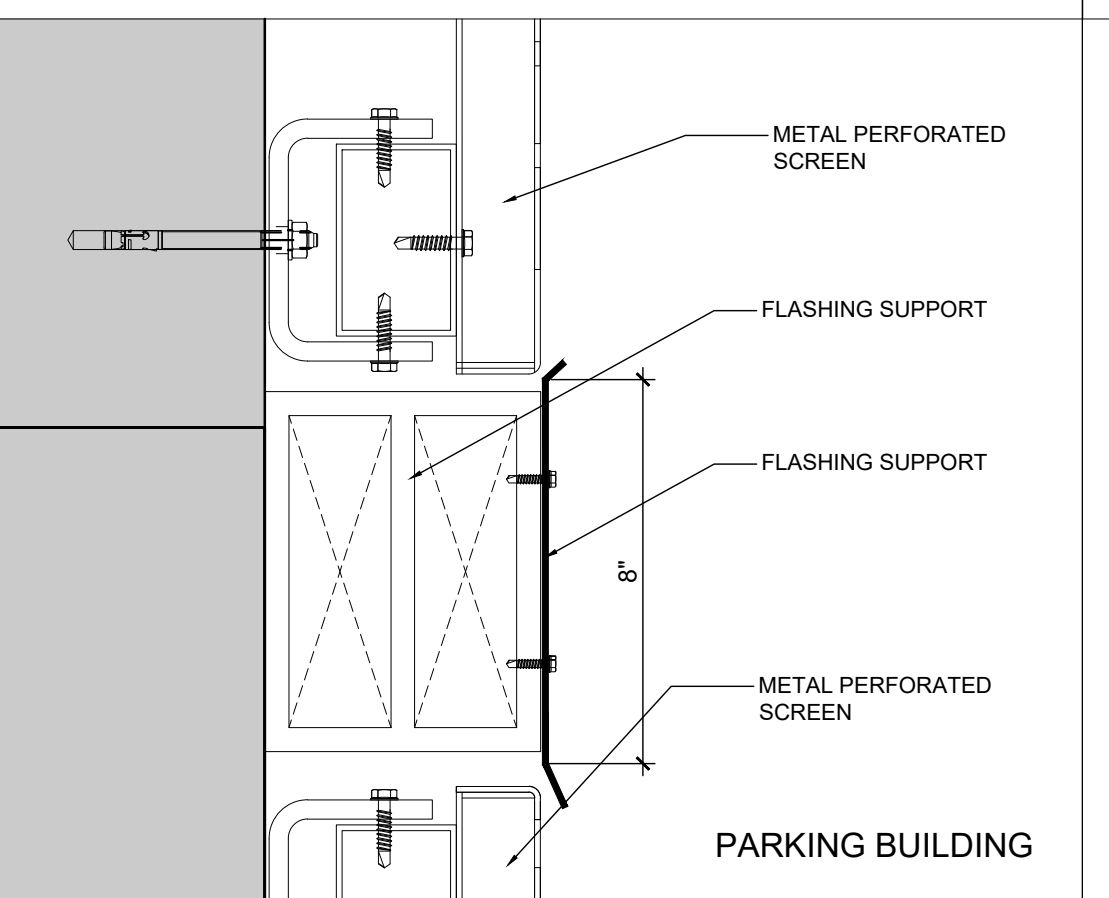 METAL PERFORATED
SCREEN
FLASHING SUPPORT
FLASHING SUPPORT
8"
METAL PERFORATED
SCREEN
PARKING BUILDING